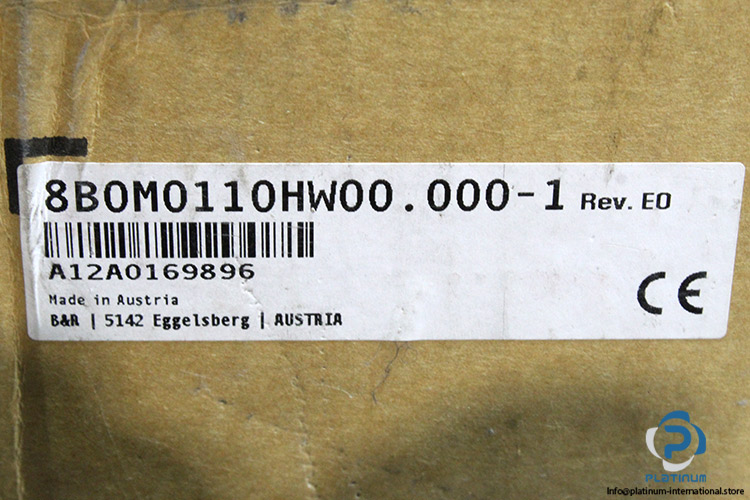 8B0M0110HW00.000-1 Rev. E0
A12A0169896
Made in Austria
B&R | 5142 Eggelsberg | AUSTRIA
CE
PLATINUM
Info@platinum-international.store